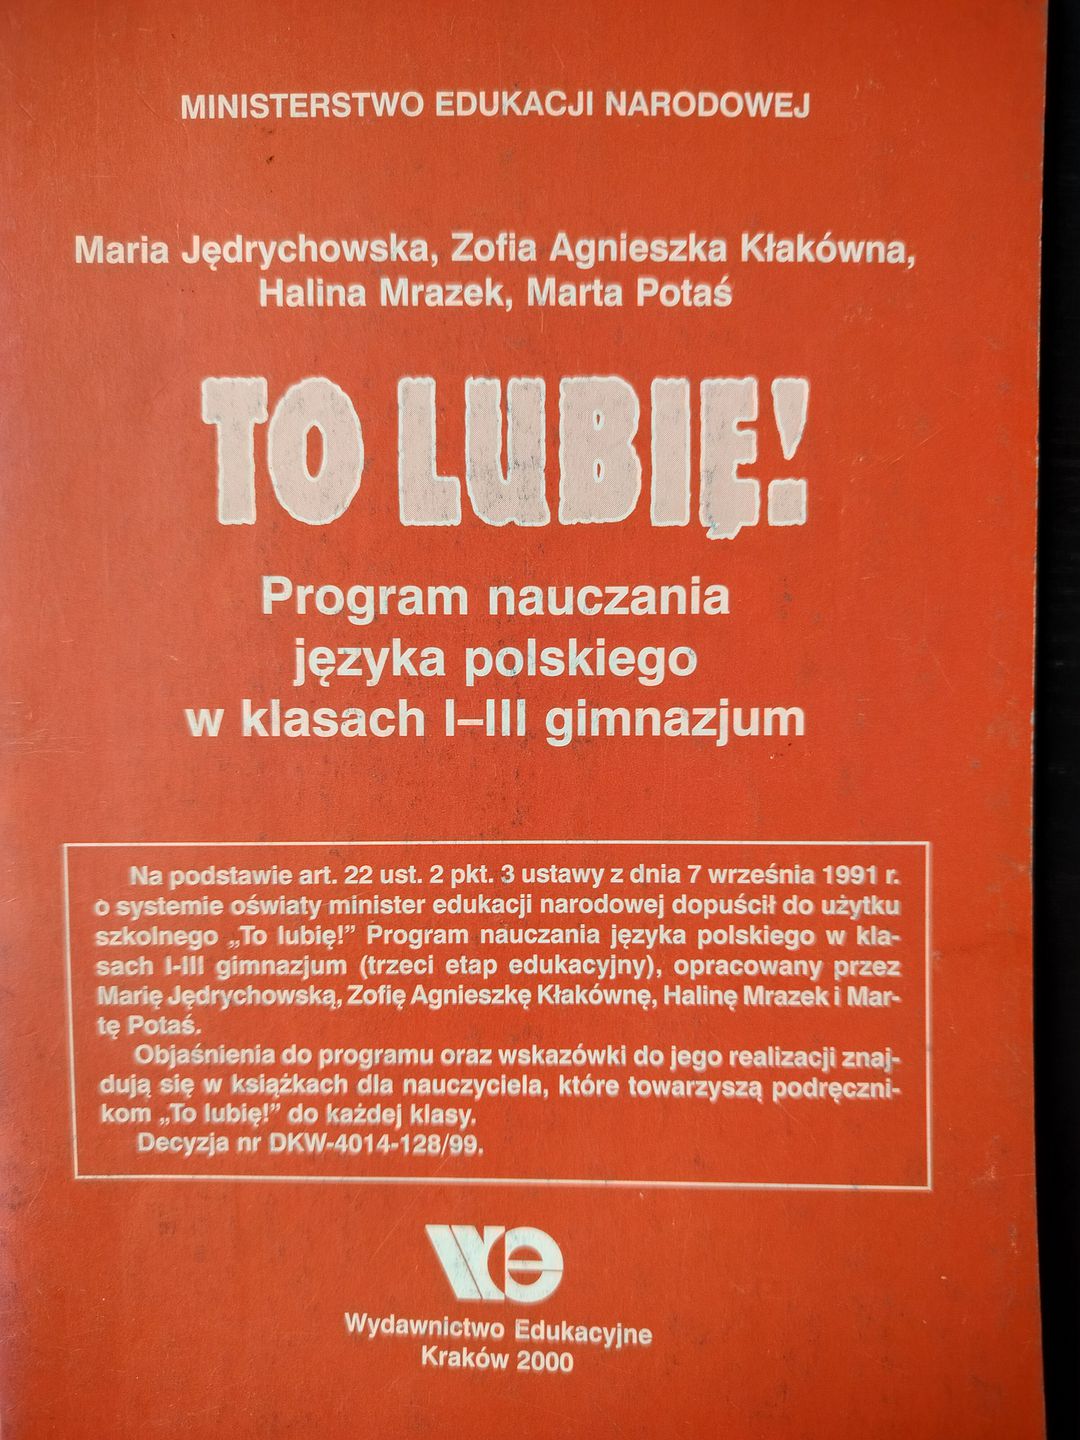 MINISTERSTWO EDUKACJI NARODOWEJ
Maria Jędrychowska, Zofia Agnieszka Kłakówna,
Halina Mrazek, Marta Potaś
TO LUBIĘ!
Program nauczania
języka polskiego
w klasach I–III gimnazjum
Na podstawie art. 22 ust. 2 pkt. 3 ustawy z dnia 7 września 1991 r.
o systemie oświaty minister edukacji narodowej dopuścił do użytku
szkolnego „To lubię!” Program nauczania języka polskiego w kla-
sach I-III gimnazjum (trzeci etap edukacyjny), opracowany przez
Marię Jędrychowską, Zofię Agnieszkę Kłakównę, Halinę Mrazek i Mar-
tę Potaś.
Objaśnienia do programu oraz wskazówki do jego realizacji znaj-
dują się w książkach dla nauczyciela, które towarzyszą podręczni-
kom „To lubię!” do każdej klasy.
Decyzja nr DKW-4014-128/99.
We
Wydawnictwo Edukacyjne
Kraków 2000